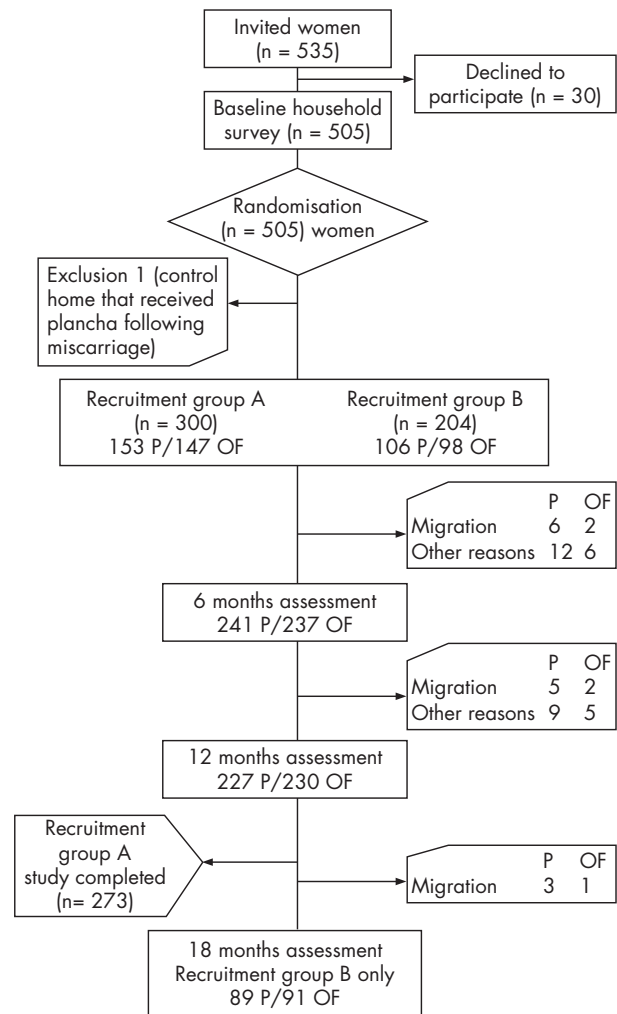 Invited women
(n = 535)
Declined to
participate (n = 30)
Baseline household
survey (n = 505)
Randomisation
(n = 505) women
Exclusion 1 (control
home that received
plancha following
miscarriage)
Recruitment group A
(n = 300)
153 P/147 OF
Recruitment group B
(n = 204)
106 P/98 OF
P OF
Migration 6 2
Other reasons 12 6
6 months assessment
241 P/237 OF
P OF
Migration 5 2
Other reasons 9 5
12 months assessment
227 P/230 OF
Recruitment
group A
study completed
(n= 273)
P OF
Migration 3 1
18 months assessment
Recruitment group B only
89 P/91 OF